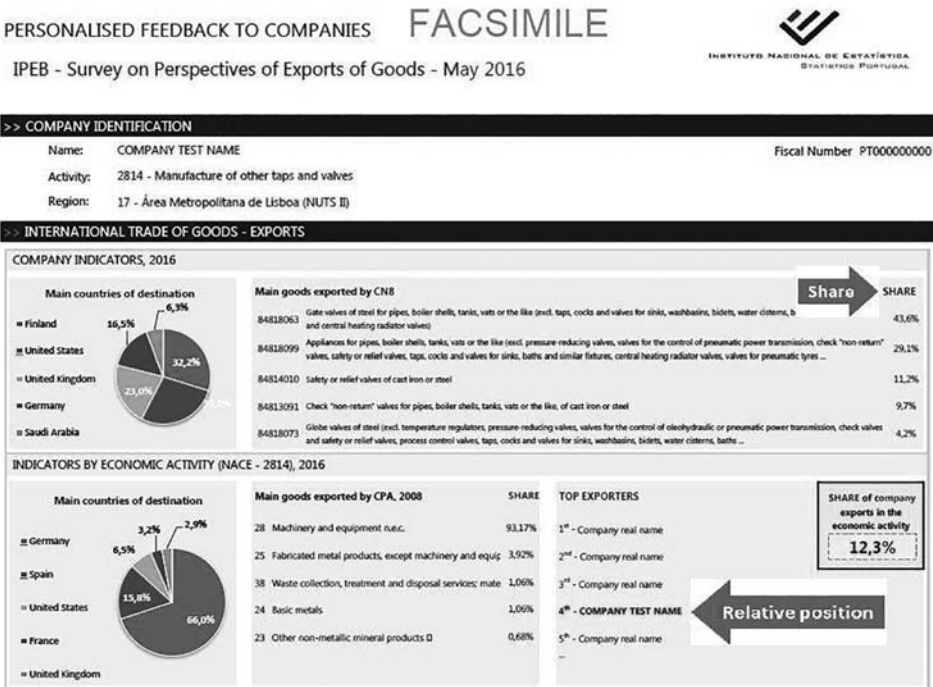 PERSONALISED FEEDBACK TO COMPANIES FACSIMILE
INSTITUTO NACIONAL DE ESTATÍSTICA
STATISTICS PORTUGAL
IPEB - Survey on Perspectives of Exports of Goods - May 2016
>> COMPANY IDENTIFICATION
Name: COMPANY TEST NAME Fiscal Number PT000000000
Activity: 2814 - Manufacture of other taps and valves
Region: 17 - Área Metropolitana de Lisboa (NUTS II)
>> INTERNATIONAL TRADE OF GOODS - EXPORTS
COMPANY INDICATORS, 2016
Main countries of destination
Finland
United States
United Kingdom
Germany
Saudi Arabia
6,3%
16,5%
32,2%
23,0%
Main goods exported by CN8 Share SHARE
84818063 Gate valves of steel for pipes, boiler shells, tanks, vats or the like (excl. taps, cocks and valves for sinks, washbasins, bidets, water cisterns, b
and central heating radiator valves) 43,6%
84818099 Appliances for pipes, boiler shells, tanks, vats or the like (excl. pressure-reducing valves, valves for the control of pneumatic power transmission, check "non-return"
valves, safety or relief valves, taps, cocks and valves for sinks, baths and similar fixtures, central heating radiator valves, valves for pneumatic tyres ... 29,1%
84814010 Safety or relief valves of cast iron or steel 11,2%
84813091 Check "non-return" valves for pipes, boiler shells, tanks, vats or the like, of cast iron or steel 9,7%
84818073 Globe valves of steel (excl. temperature regulators, pressure-reducing valves, valves for the control of oleohydraulic or pneumatic power transmission, check valves
and safety or relief valves, process control valves, taps, cocks and valves for sinks, washbasins, bidets, water cisterns, baths ... 4,2%
INDICATORS BY ECONOMIC ACTIVITY (NACE - 2814), 2016
Main countries of destination
Germany
Spain
United States
France
United Kingdom
2,9%
3,2%
6,5%
15,8%
66,0%
Main goods exported by CPA, 2008 SHARE
28 Machinery and equipment n.e.c. 93,17%
25 Fabricated metal products, except machinery and equip 3,92%
38 Waste collection, treatment and disposal services; mate 1,06%
24 Basic metals 1,06%
23 Other non-metallic mineral products 0,68%
TOP EXPORTERS
1st - Company real name
2nd - Company real name
3rd - Company real name
4th - COMPANY TEST NAME
5th - Company real name
...
Relative position
SHARE of company
exports in the
economic activity
12,3%